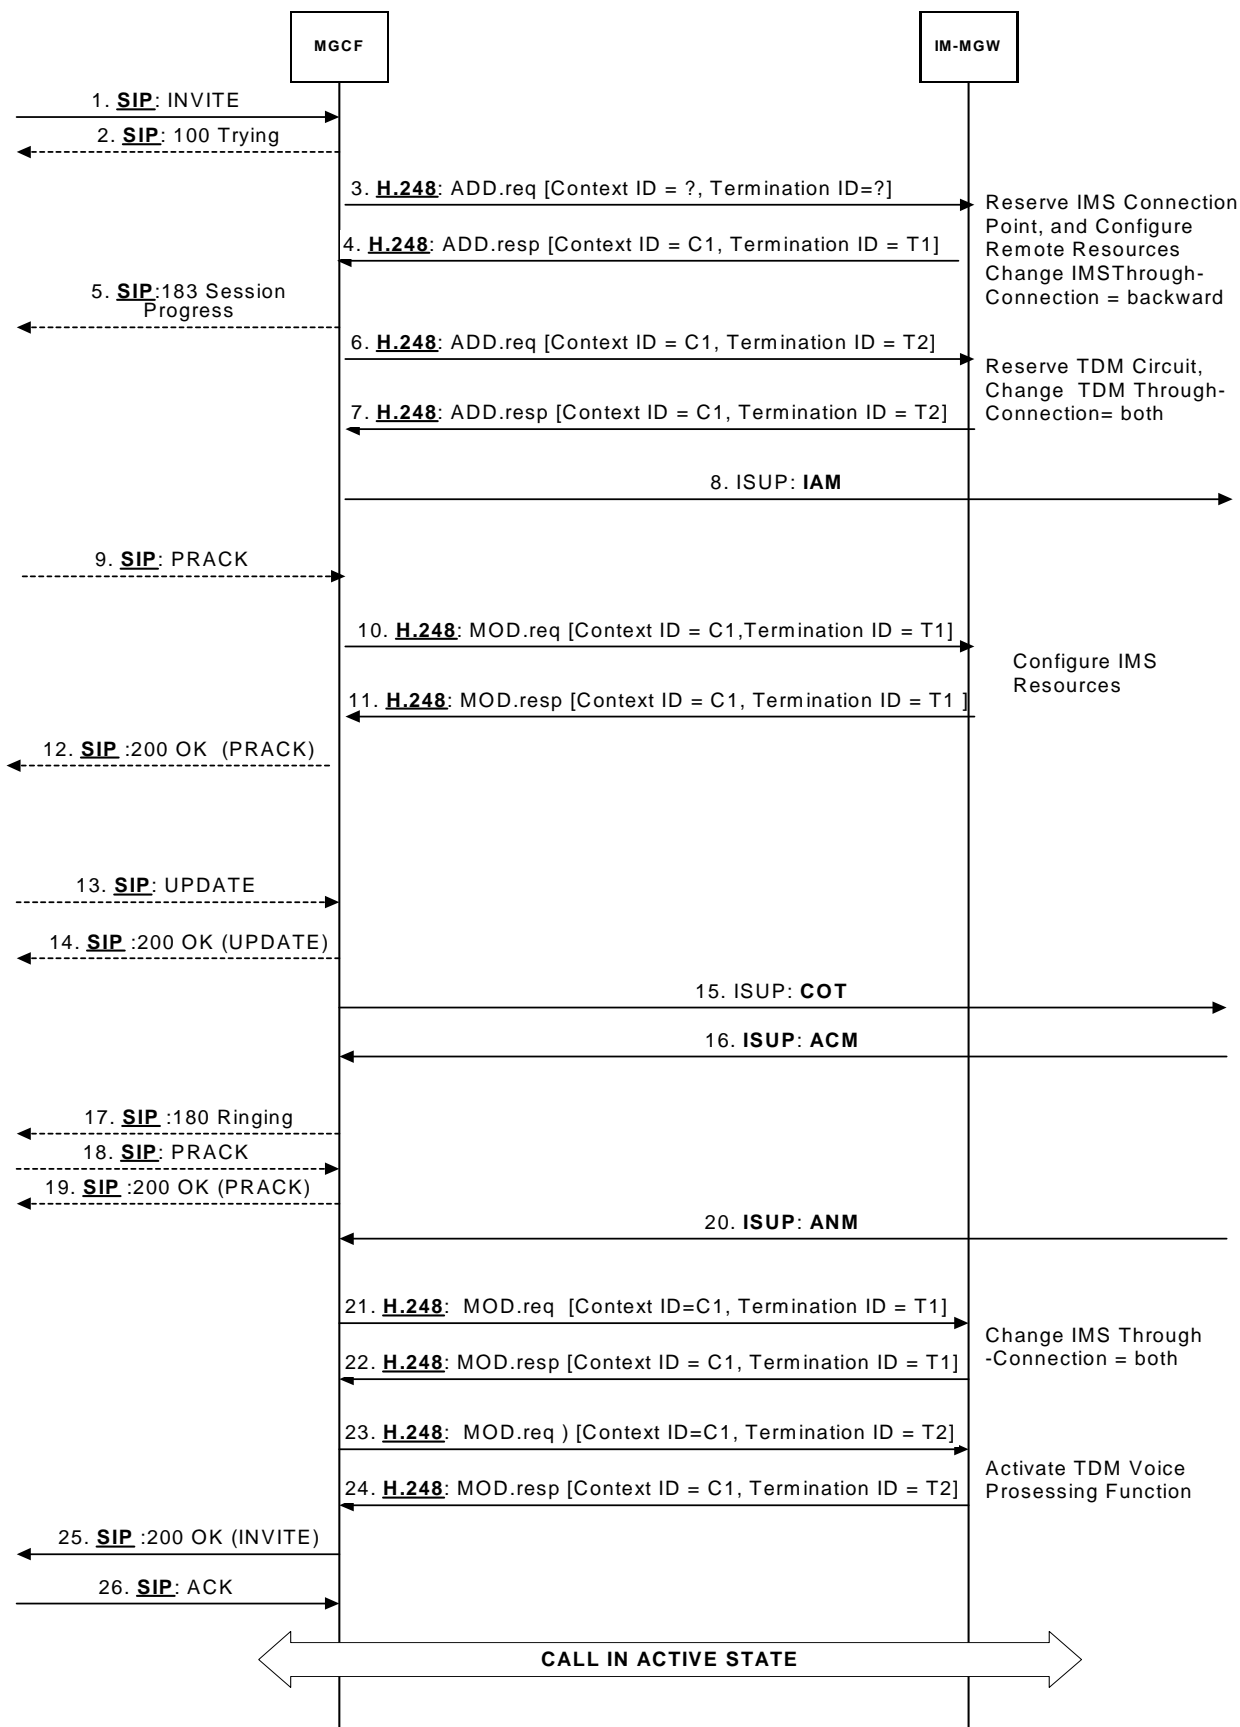 MGCF
IM-MGW
1. SIP: INVITE
2. SIP: 100 Trying
3. H.248: ADD.req [Context ID = ?, Termination ID=?]
Reserve IMS Connection
Point, and Configure
Remote Resources
Change IMSThrough-
Connection = backward
4. H.248: ADD.resp [Context ID = C1, Termination ID = T1]
5. SIP:183 Session
Progress
6. H.248: ADD.req [Context ID = C1, Termination ID = T2]
Reserve TDM Circuit,
Change TDM Through-
Connection= both
7. H.248: ADD.resp [Context ID = C1, Termination ID = T2]
8. ISUP: IAM
9. SIP: PRACK
10. H.248: MOD.req [Context ID = C1,Termination ID = T1]
Configure IMS
Resources
11. H.248: MOD.resp [Context ID = C1, Termination ID = T1 ]
12. SIP :200 OK (PRACK)
13. SIP: UPDATE
14. SIP :200 OK (UPDATE)
15. ISUP: COT
16. ISUP: ACM
17. SIP :180 Ringing
18. SIP: PRACK
19. SIP :200 OK (PRACK)
20. ISUP: ANM
21. H.248: MOD.req [Context ID=C1, Termination ID = T1]
Change IMS Through
-Connection = both
22. H.248: MOD.resp [Context ID = C1, Termination ID = T1]
23. H.248: MOD.req ) [Context ID=C1, Termination ID = T2]
Activate TDM Voice
Prosessing Function
24. H.248: MOD.resp [Context ID = C1, Termination ID = T2]
25. SIP :200 OK (INVITE)
26. SIP: ACK
CALL IN ACTIVE STATE